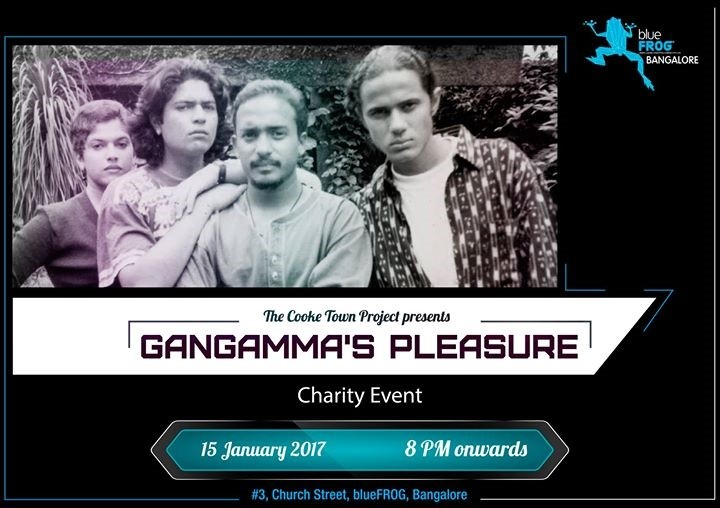 blue
FROG
BANGALORE
The Cooke Town Project presents
GANGAMMA'S PLEASURE
Charity Event
15 January 2017 8 PM onwards
#3, Church Street, blueFROG, Bangalore